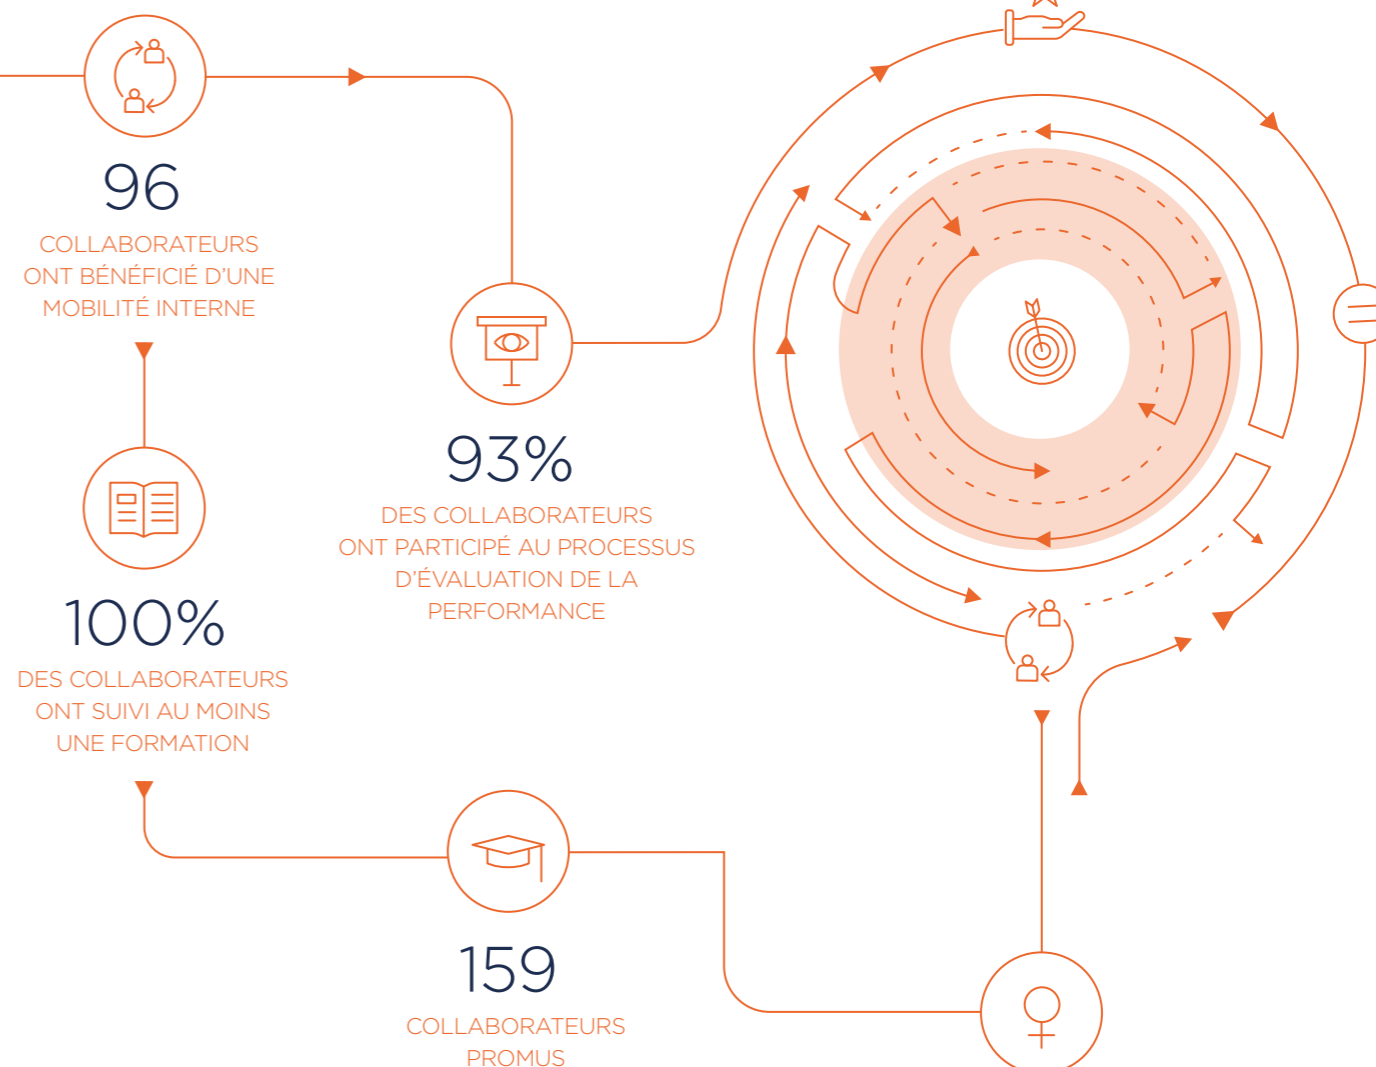 96
COLLABORATEURS
ONT BÉNÉFICIÉ D'UNE
MOBILITÉ INTERNE
93%
DES COLLABORATEURS
ONT PARTICIPÉ AU PROCESSUS
D'ÉVALUATION DE LA
PERFORMANCE
100%
DES COLLABORATEURS
ONT SUIVI AU MOINS
UNE FORMATION
159
COLLABORATEURS
PROMUS